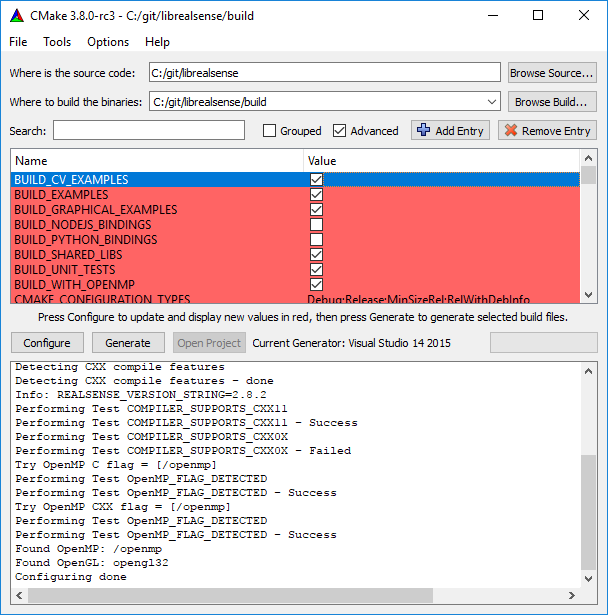 CMake 3.8.0-rc3 - C:/git/librealsense/build
File Tools Options Help
Where is the source code: C:/git/librealsense Browse Source...
Where to build the binaries: C:/git/librealsense/build Browse Build...
Search: Grouped Advanced Add Entry Remove Entry
Name Value
BUILD_CV_EXAMPLES
BUILD_EXAMPLES
BUILD_GRAPHICAL_EXAMPLES
BUILD_NODEJS_BINDINGS
BUILD_PYTHON_BINDINGS
BUILD_SHARED_LIBS
BUILD_UNIT_TESTS
BUILD_WITH_OPENMP
CMAKE_CONFIGURATION_TYPES Debug;Release;MinSizeRel;RelWithDebInfo
Press Configure to update and display new values in red, then press Generate to generate selected build files.
Configure Generate Open Project Current Generator: Visual Studio 14 2015
Detecting CXX compile features
Detecting CXX compile features - done
Info: REALSENSE_VERSION_STRING=2.8.2
Performing Test COMPILER_SUPPORTS_CXX11
Performing Test COMPILER_SUPPORTS_CXX11 - Success
Performing Test COMPILER_SUPPORTS_CXX0X
Performing Test COMPILER_SUPPORTS_CXX0X - Failed
Try OpenMP C flag = [/openmp]
Performing Test OpenMP_FLAG_DETECTED
Performing Test OpenMP_FLAG_DETECTED - Success
Try OpenMP CXX flag = [/openmp]
Performing Test OpenMP_FLAG_DETECTED
Performing Test OpenMP_FLAG_DETECTED - Success
Found OpenMP: /openmp
Found OpenGL: opengl32
Configuring done